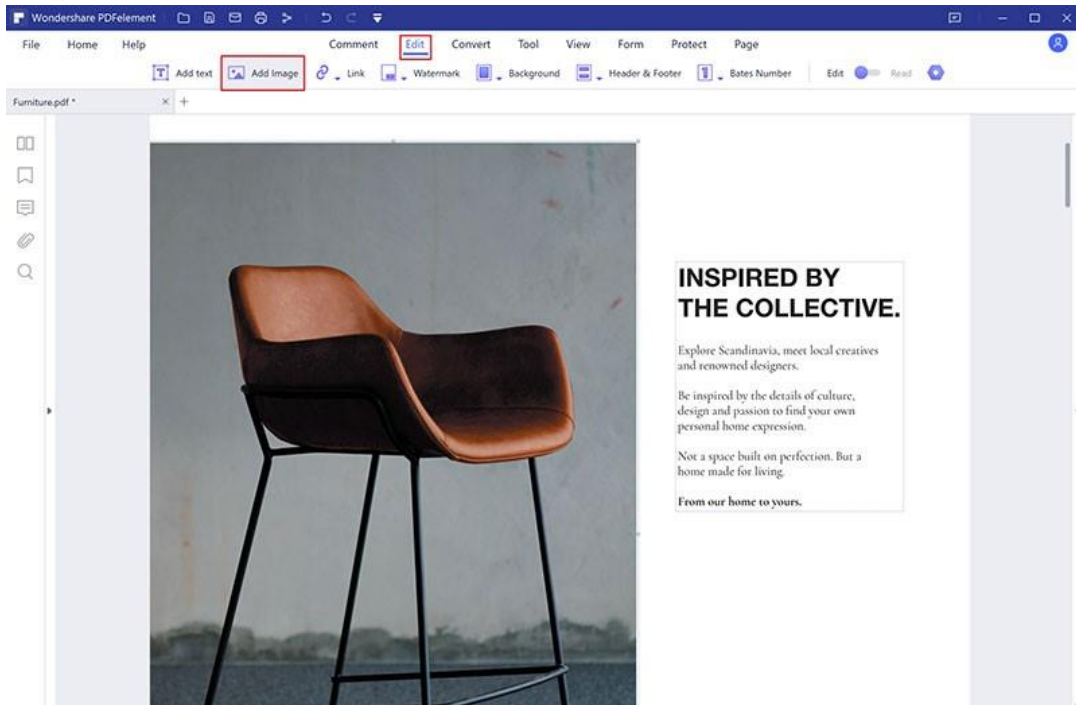 Wondershare PDFelement
File Home Help Comment Edit Convert Tool View Form Protect Page
Add text Add Image Link Watermark Background Header & Footer Bates Number Edit Read
Furniture.pdf *
INSPIRED BY
THE COLLECTIVE.
Explore Scandinavia, meet local creatives
and renowned designers.
Be inspired by the details of culture,
design and passion to find your own
personal home expression.
Not a space built on perfection. But a
home made for living.
From our home to yours.